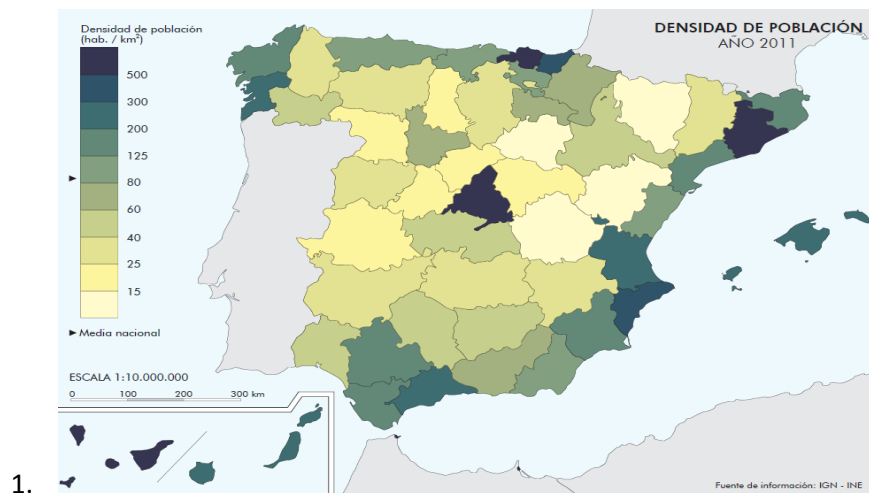 Densidad de población
(hab. / km²)
DENSIDAD DE POBLACIÓN
AÑO 2011
500
300
200
125
80
60
40
25
15
Media nacional
ESCALA 1:10.000.000
0 100 200 300 km
1.
Fuente de información: IGN - INE